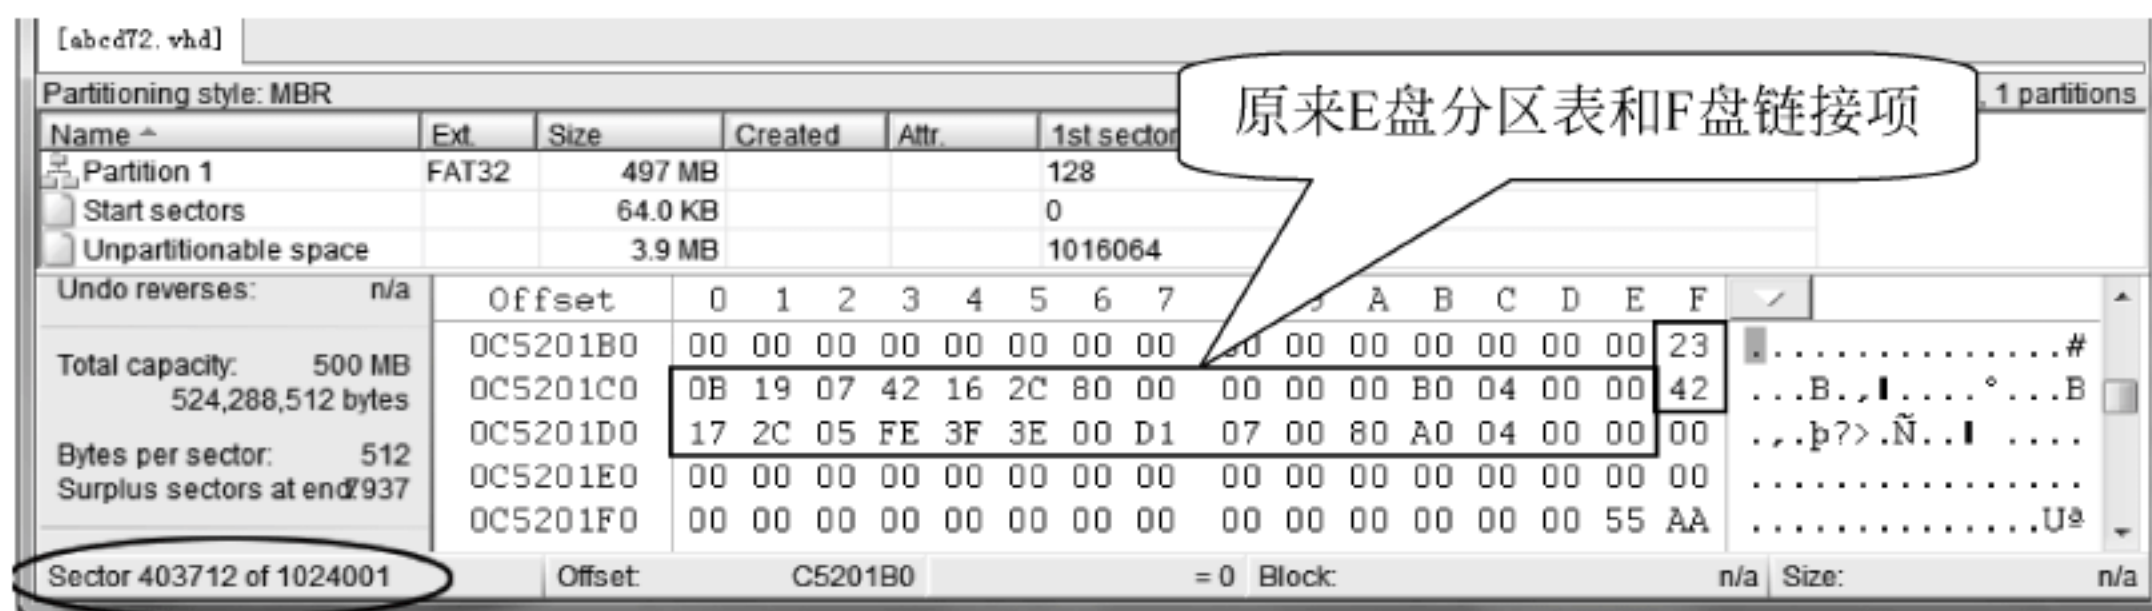 [abcd72.vhd]
Partitioning style: MBR
1 partitions
原来E盘分区表和F盘链接项
Name Ext. Size Created Attr. 1st sector
Partition 1 FAT32 497 MB 128
Start sectors 64.0 KB 0
Unpartitionable space 3.9 MB 1016064
Undo reverses: n/a
Total capacity: 500 MB
524,288,512 bytes
Bytes per sector: 512
Surplus sectors at end 7937
Offset 0 1 2 3 4 5 6 7 A B C D E F
0C5201B0 00 00 00 00 00 00 00 00 00 00 00 00 00 00 00 23 ...............#
0C5201C0 0B 19 07 42 16 2C 80 00 00 00 00 B0 04 00 00 42 ...B.,▮....°...B
0C5201D0 17 2C 05 FE 3F 3E 00 D1 07 00 80 A0 04 00 00 00 .,.þ?>.Ñ..▮ ....
0C5201E0 00 00 00 00 00 00 00 00 00 00 00 00 00 00 00 00 ................
0C5201F0 00 00 00 00 00 00 00 00 00 00 00 00 00 00 55 AA ..............Uª
Sector 403712 of 1024001 Offset: C5201B0 = 0 Block: n/a Size: n/a